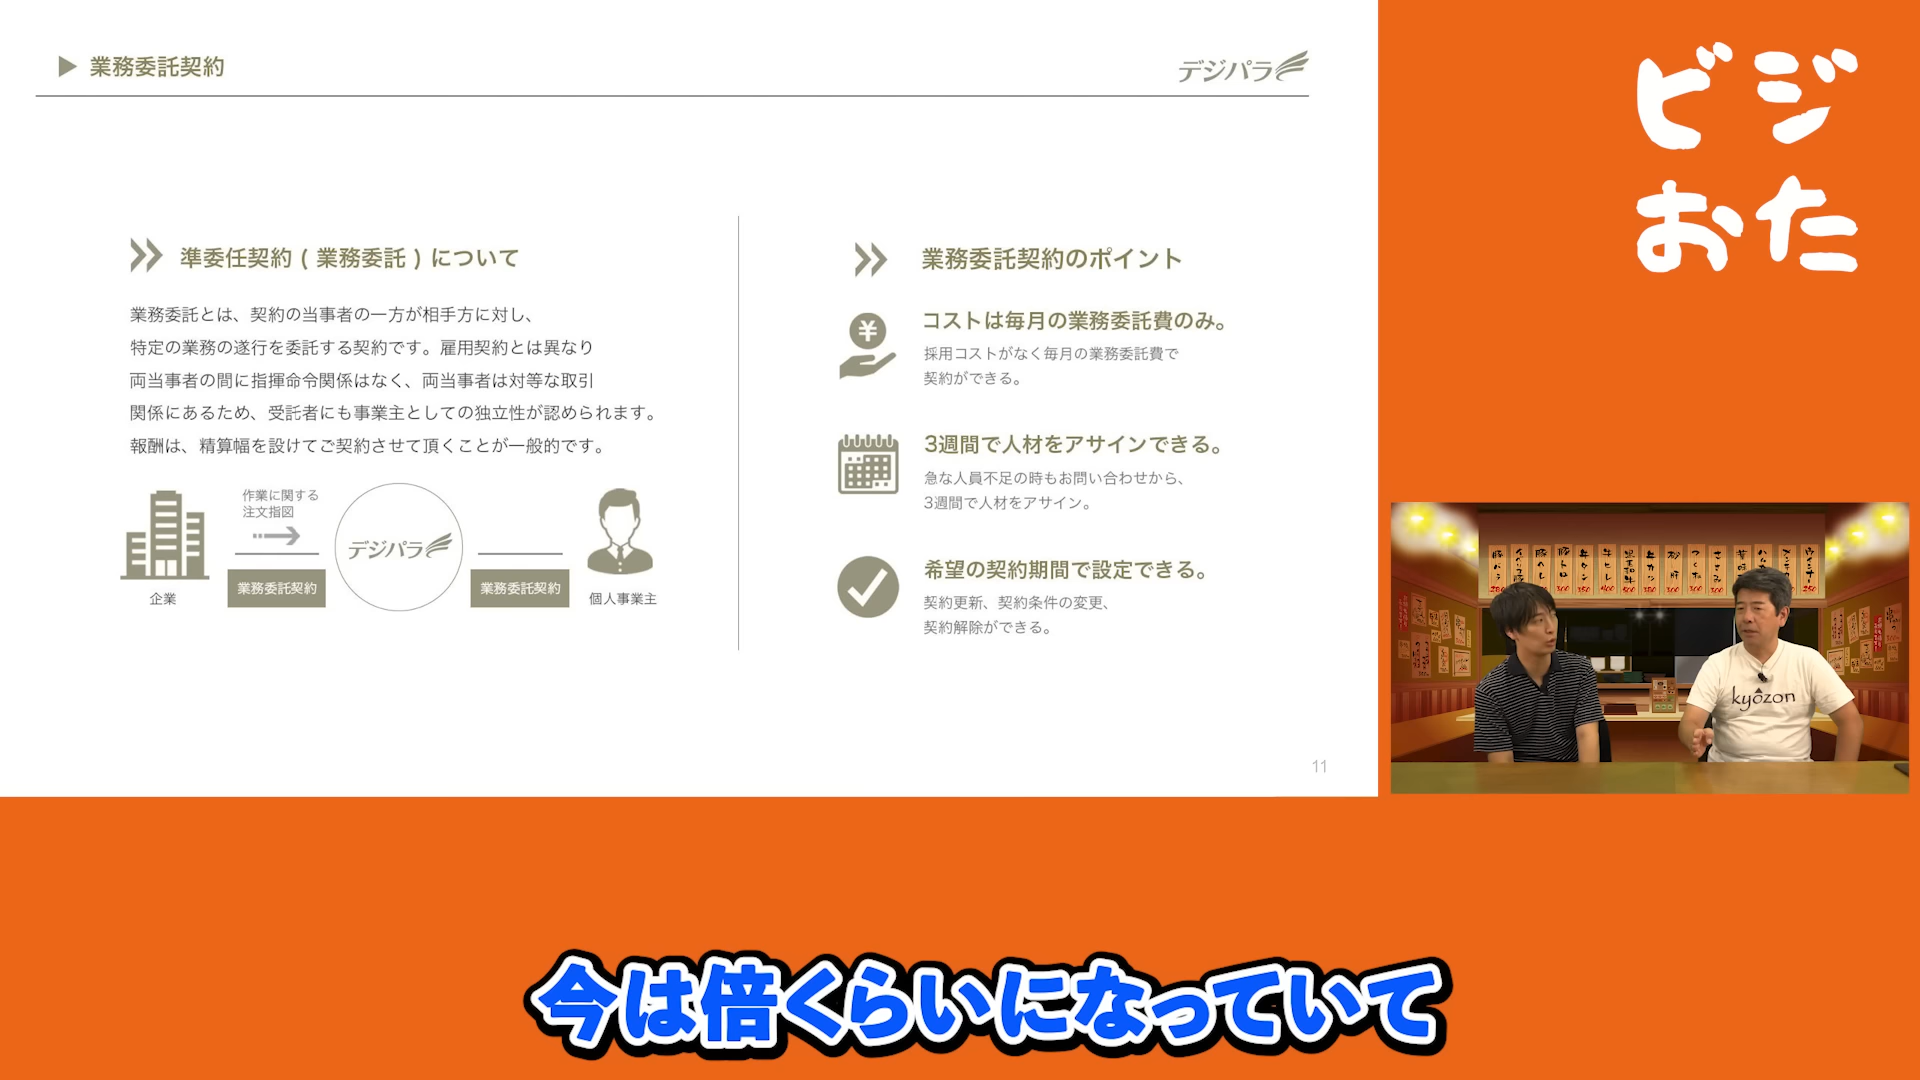 業務委託契約
デジパラ
ビジ
おた
準委任契約 ( 業務委託 ) について
業務委託とは、契約の当事者の一方が相手方に対し、
特定の業務の遂行を委託する契約です。雇用契約とは異なり
両当事者の間に指揮命令関係はなく、両当事者は対等な取引
関係にあるため、受託者にも事業主としての独立性が認められます。
報酬は、精算幅を設けてご契約させて頂くことが一般的です。
作業に関する
注文指図
デジパラ
業務委託契約
業務委託契約
企業
個人事業主
業務委託契約のポイント
コストは毎月の業務委託費のみ。
採用コストがなく毎月の業務委託費で
契約ができる。
3週間で人材をアサインできる。
急な人員不足の時もお問い合わせから、
3週間で人材をアサイン。
希望の契約期間で設定できる。
契約更新、契約条件の変更、
契約解除ができる。
11
kyozon
今は倍くらいになっていて